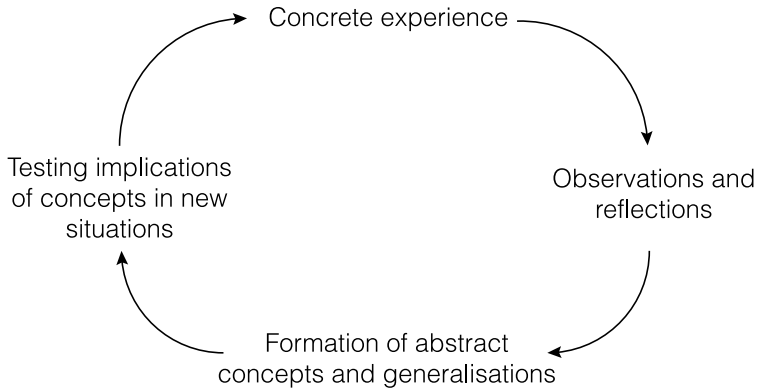 Concrete experience
Observations and
reflections
Formation of abstract
concepts and generalisations
Testing implications
of concepts in new
situations